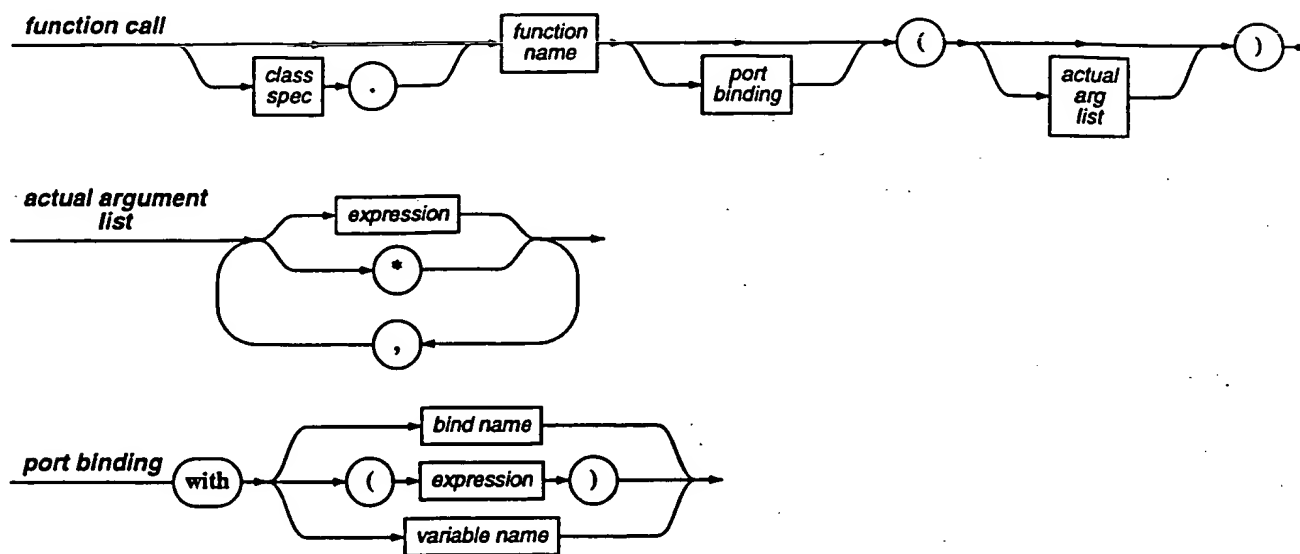 function call
function
name
class
spec
.
port
binding
(
actual
arg
list
)
actual argument
list
expression
*
,
port binding
with
bind name
(
expression
)
variable name